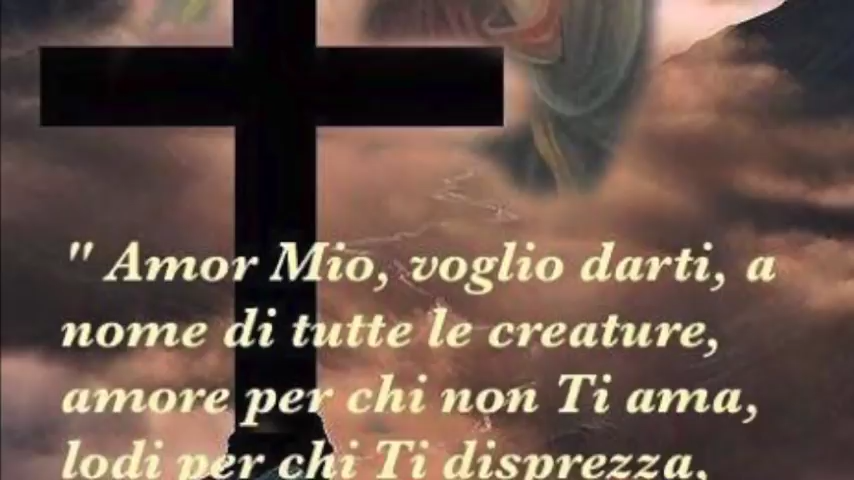 " Amor Mio, voglio darti, a
nome di tutte le creature,
amore per chi non Ti ama,
lodi per chi Ti disprezza,